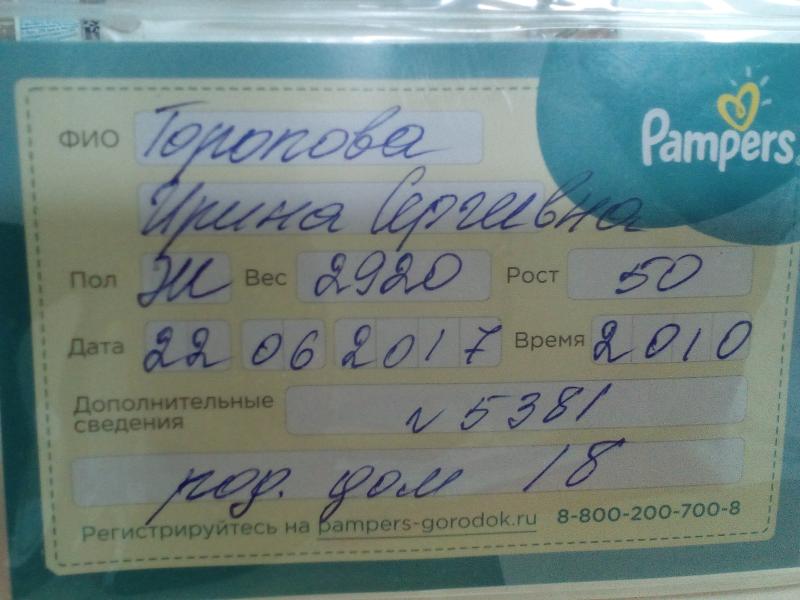 Pampers.
ФИО Торопова
Ирина Сергеевна
Пол Ж Вес 2920 Рост 50
Дата 22 06 2017 Время 2010
Дополнительные сведения N 5381
род. дом 18
Регистрируйтесь на pampers-gorodok.ru 8-800-200-700-8